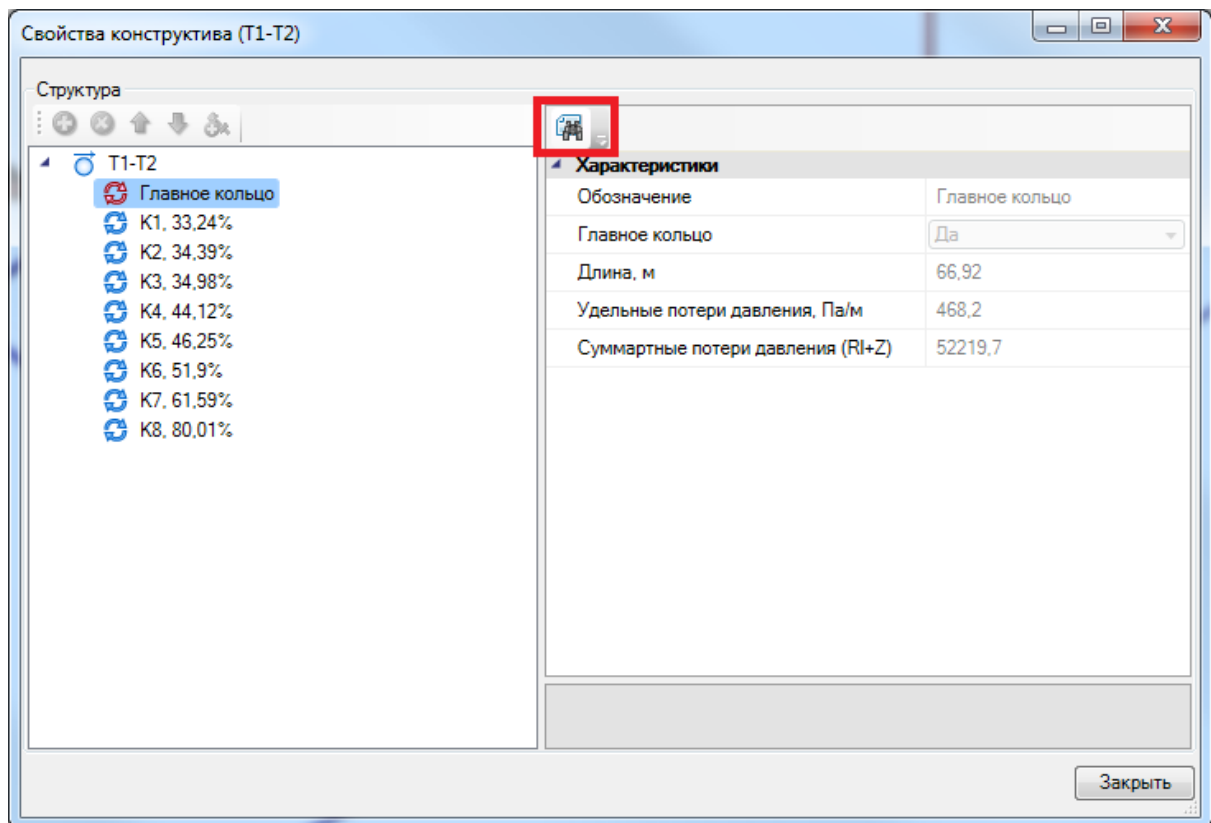 Свойства конструктива (Т1-Т2)
Структура
Т1-Т2
Главное кольцо
К1, 33,24%
К2, 34,39%
К3, 34,98%
К4, 44,12%
К5, 46,25%
К6, 51,9%
К7, 61,59%
К8, 80,01%
Характеристики
Обозначение Главное кольцо
Главное кольцо Да
Длина, м 66,92
Удельные потери давления, Па/м 468,2
Суммартные потери давления (Rl+Z) 52219,7
Закрыть